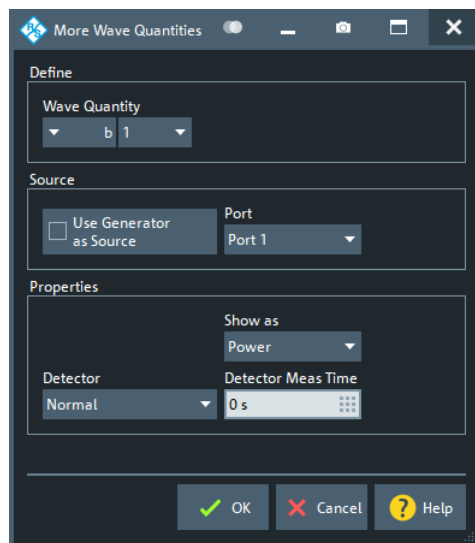 R&S More Wave Quantities
Define
Wave Quantity
b 1
Source
Use Generator
as Source
Port
Port 1
Properties
Show as
Power
Detector
Detector Meas Time
Normal
0 s
OK
Cancel
? Help